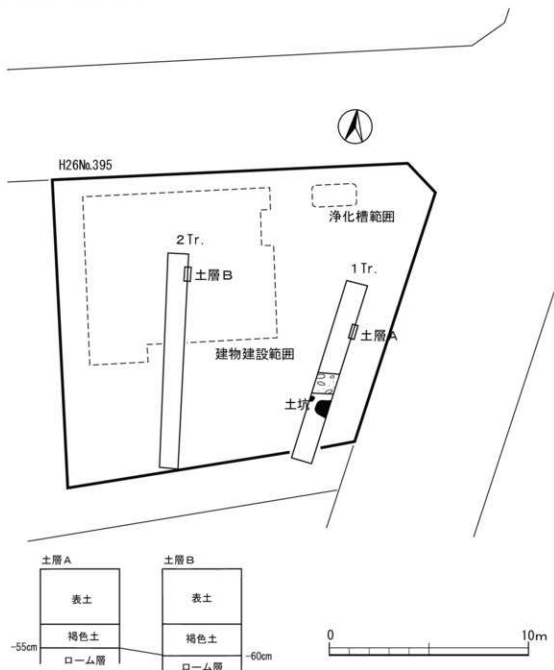 H26No.395
浄化槽範囲
2Tr.
土層B
1Tr.
土層A
建物建設範囲
土坑
土層A
土層B
表土
表土
褐色土
褐色土
-55cm
-60cm
ローム層
ローム層
0
10m